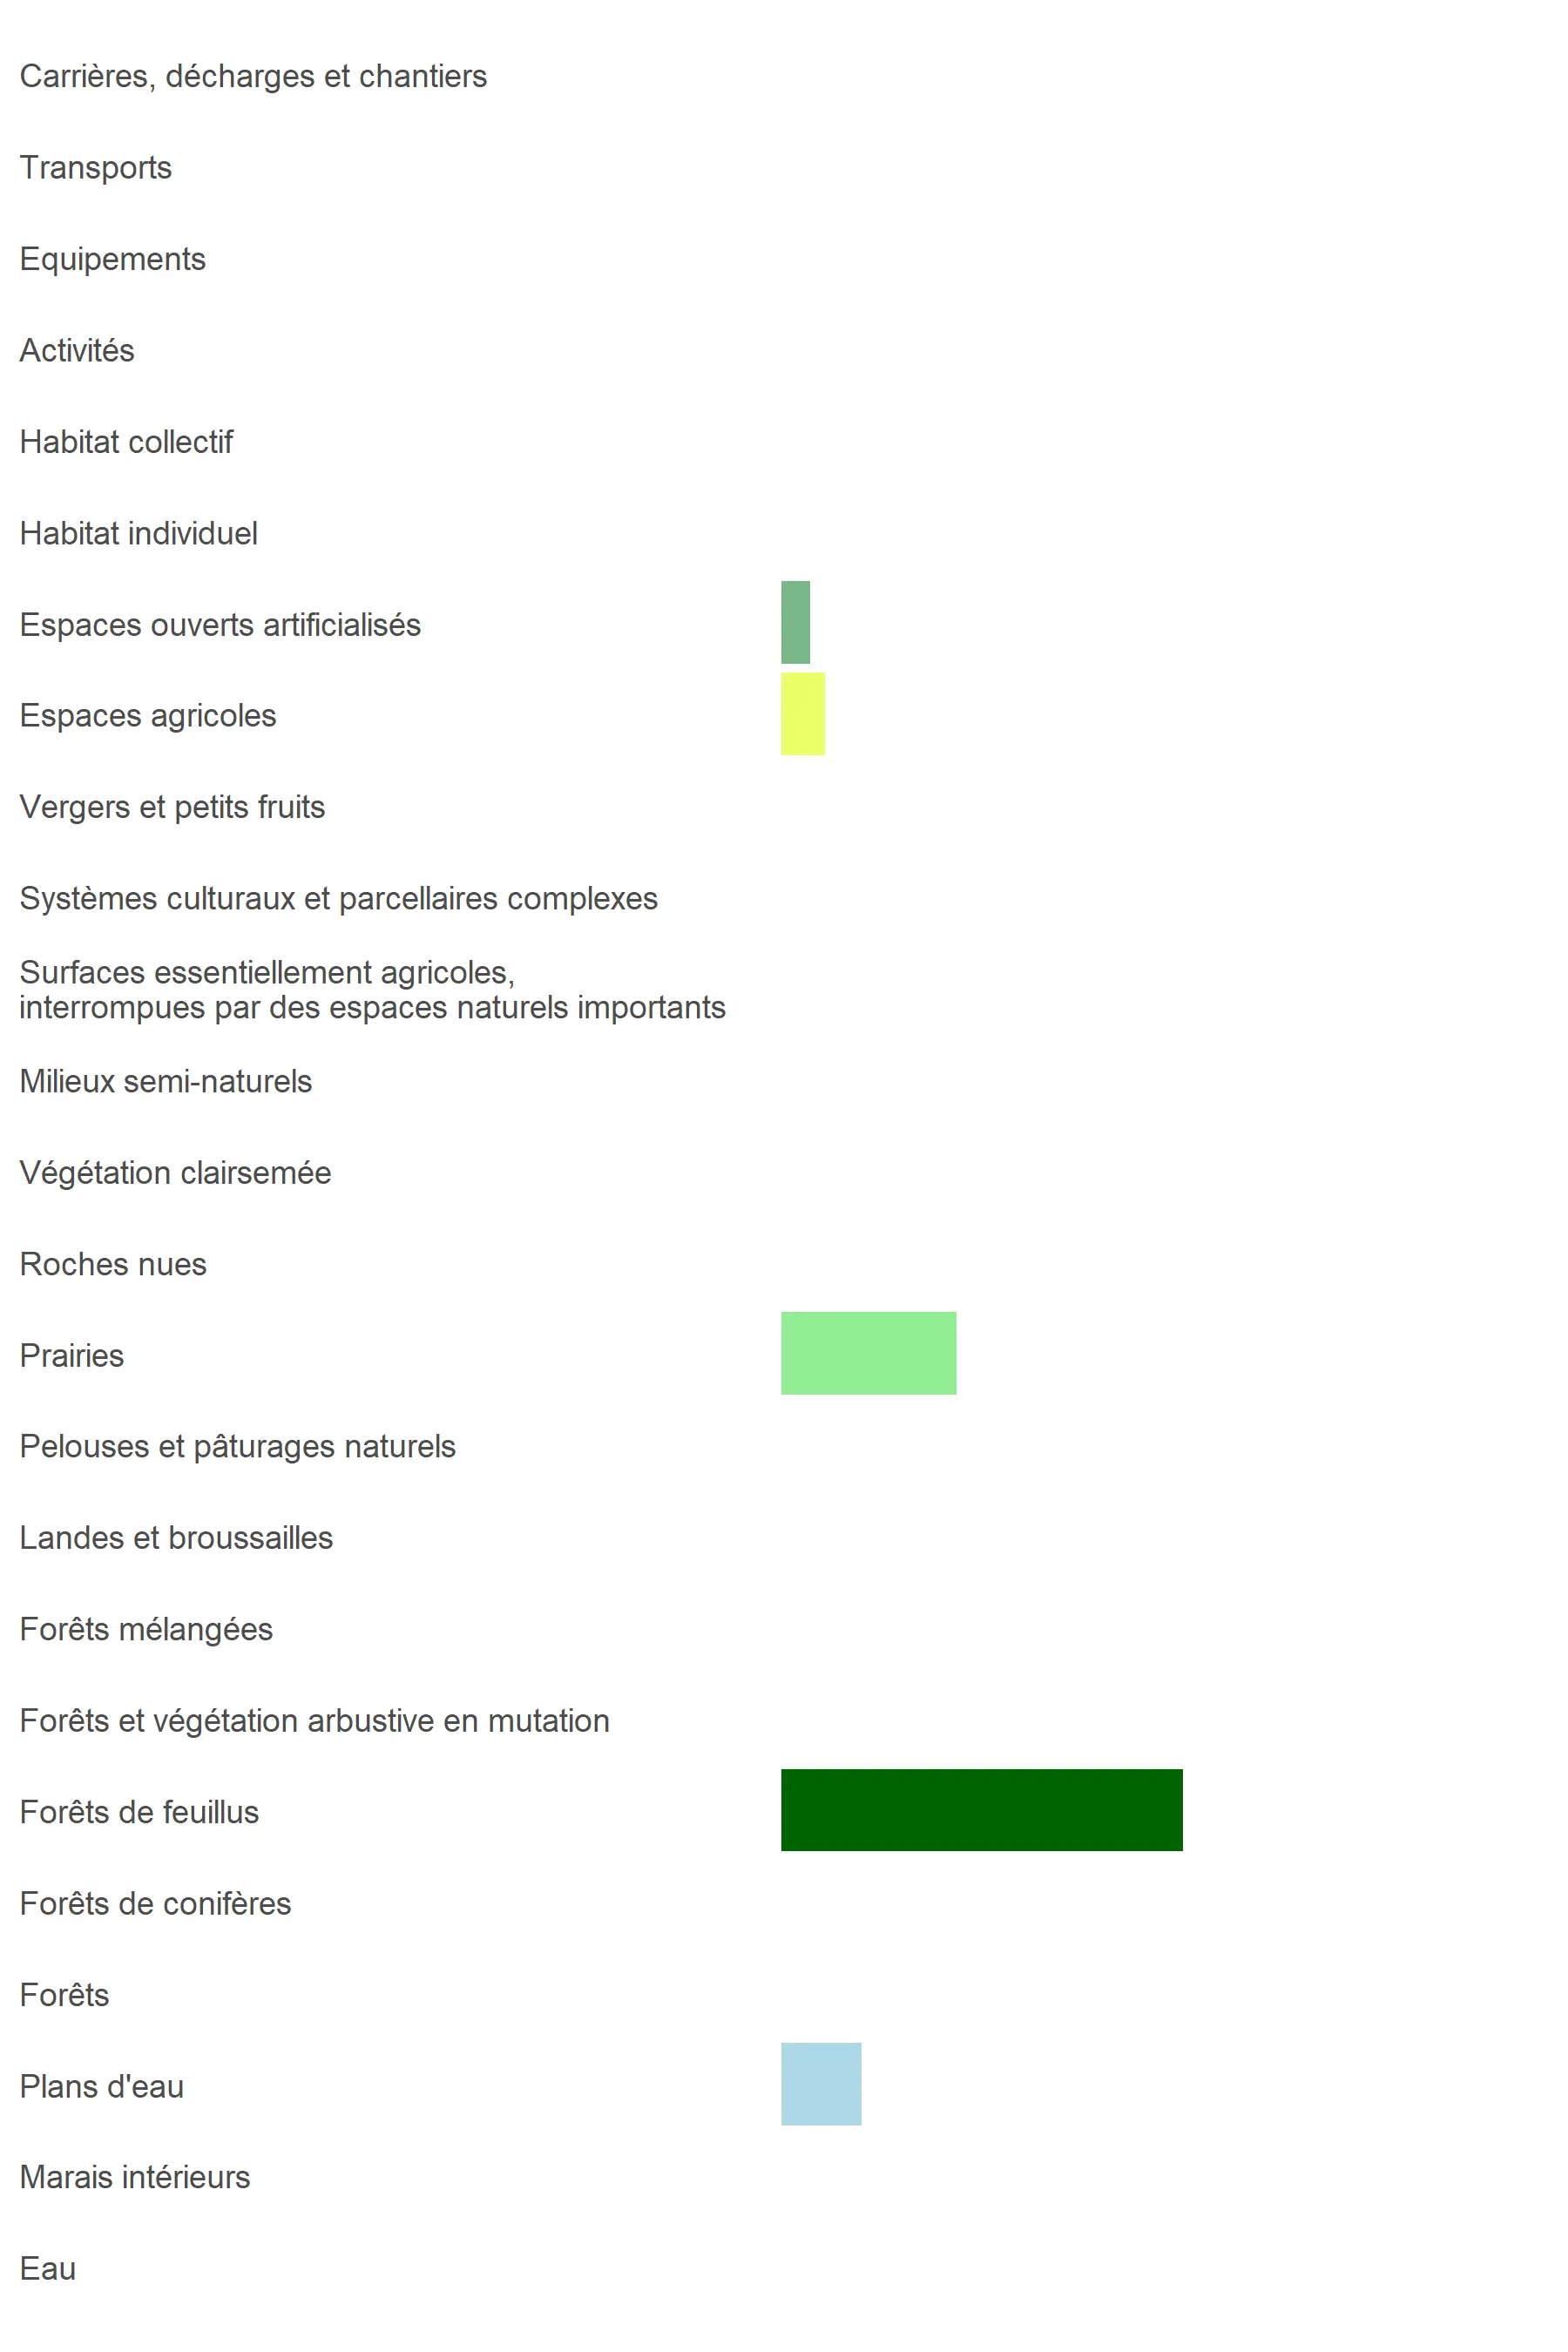 Carrières, décharges et chantiers
Transports
Equipements
Activités
Habitat collectif
Habitat individuel
Espaces ouverts artificialisés
Espaces agricoles
Vergers et petits fruits
Systèmes culturaux et parcellaires complexes
Surfaces essentiellement agricoles,
interrompues par des espaces naturels importants
Milieux semi-naturels
Végétation clairsemée
Roches nues
Prairies
Pelouses et pâturages naturels
Landes et broussailles
Forêts mélangées
Forêts et végétation arbustive en mutation
Forêts de feuillus
Forêts de conifères
Forêts
Plans d'eau
Marais intérieurs
Eau